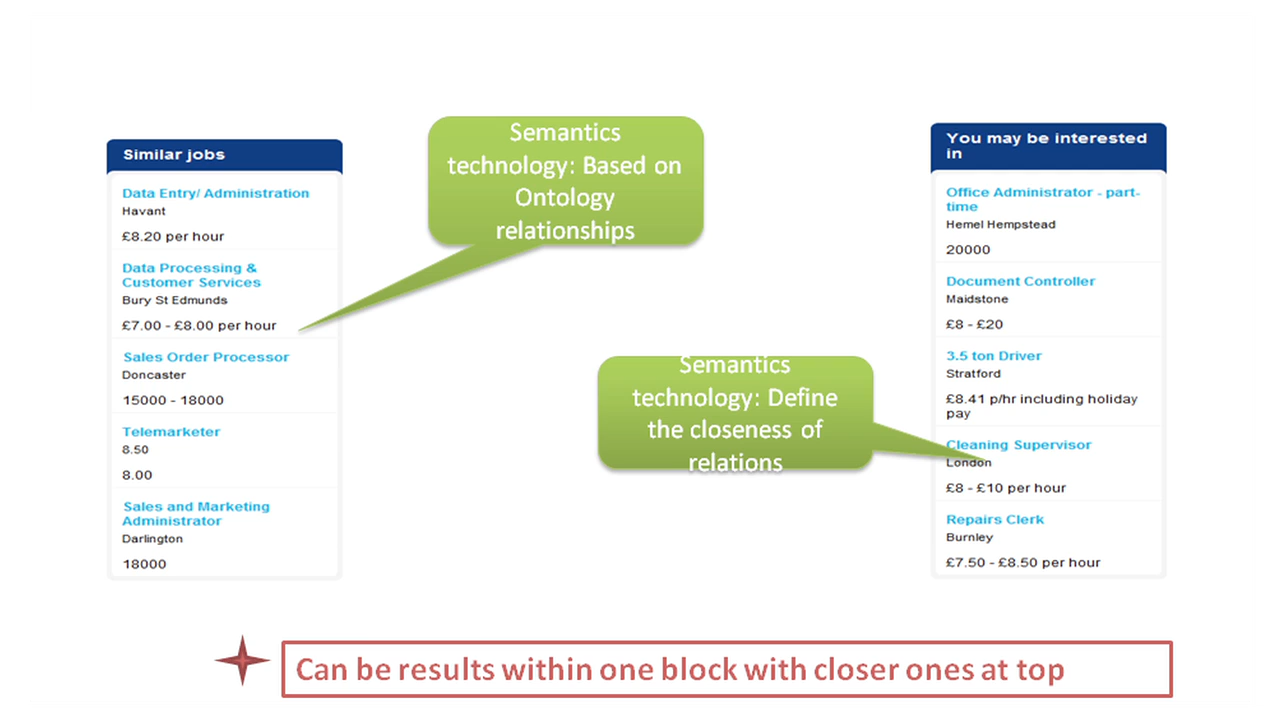 Similar jobs
Data Entry/ Administration
Havant
£8.20 per hour
Data Processing &
Customer Services
Bury St Edmunds
£7.00 - £8.00 per hour
Sales Order Processor
Doncaster
15000 - 18000
Telemarketer
8.50
8.00
Sales and Marketing
Administrator
Darlington
18000
Semantics
technology: Based on
Ontology
relationships
Semantics
technology: Define
the closeness of
relations
You may be interested
in
Office Administrator - part-
time
Hemel Hempstead
20000
Document Controller
Maidstone
£8 - £20
3.5 ton Driver
Stratford
£8.41 p/hr including holiday
pay
Cleaning Supervisor
London
£8 - £10 per hour
Repairs Clerk
Burnley
£7.50 - £8.50 per hour
Can be results within one block with closer ones at top